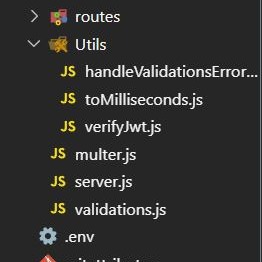 routes
Utils
JS handleValidationsError...
JS toMilliseconds.js
JS verifyJwt.js
JS multer.js
JS server.js
JS validations.js
.env